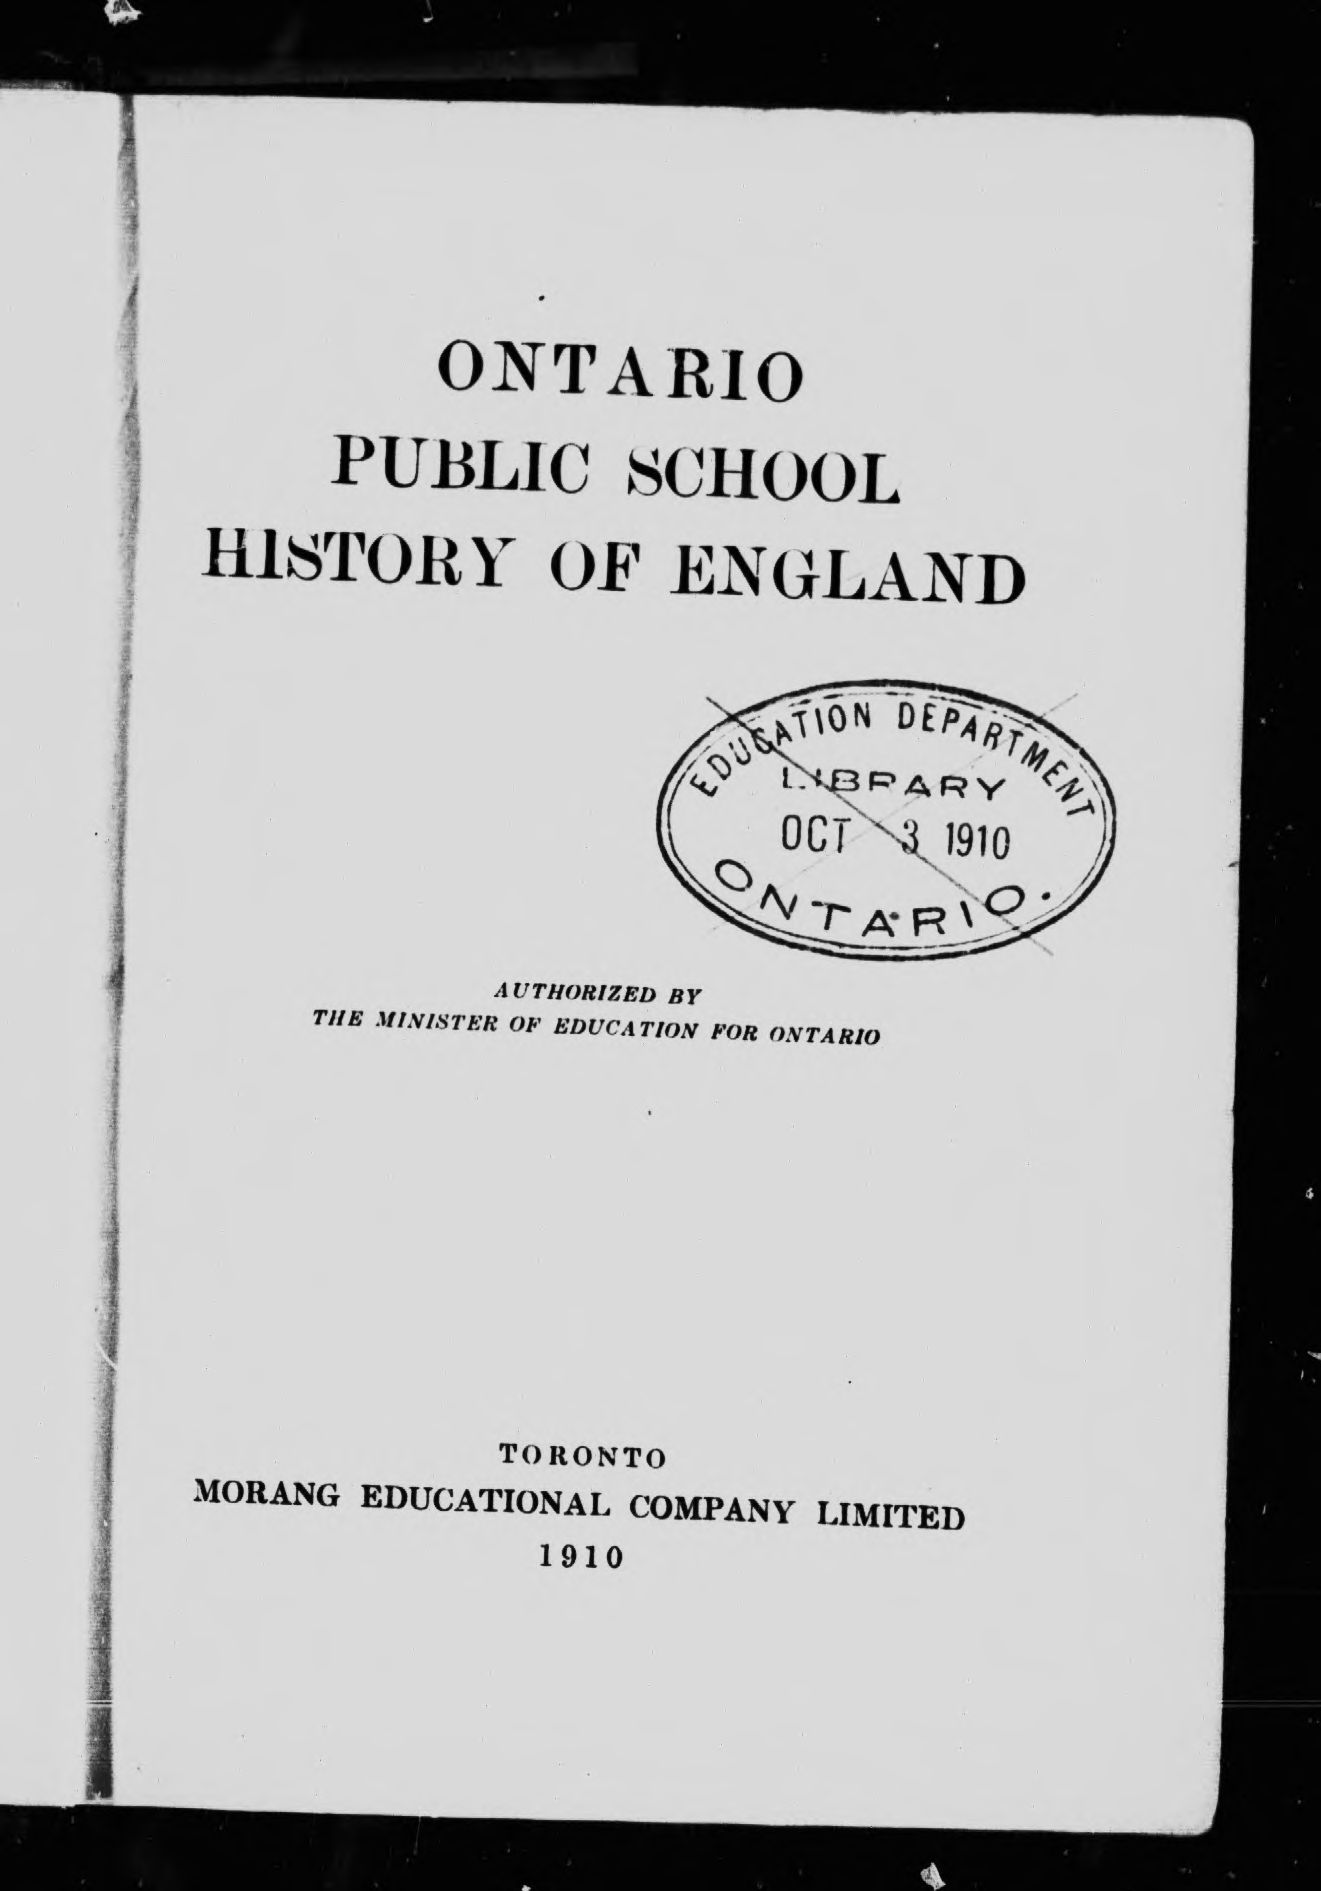 ONTARIO
PUBLIC SCHOOL
HISTORY OF ENGLAND
EDUCATION DEPARTMENT
LIBRARY
OCT 3 1910
ONTARIO.
AUTHORIZED BY
THE MINISTER OF EDUCATION FOR ONTARIO
TORONTO
MORANG EDUCATIONAL COMPANY LIMITED
1910